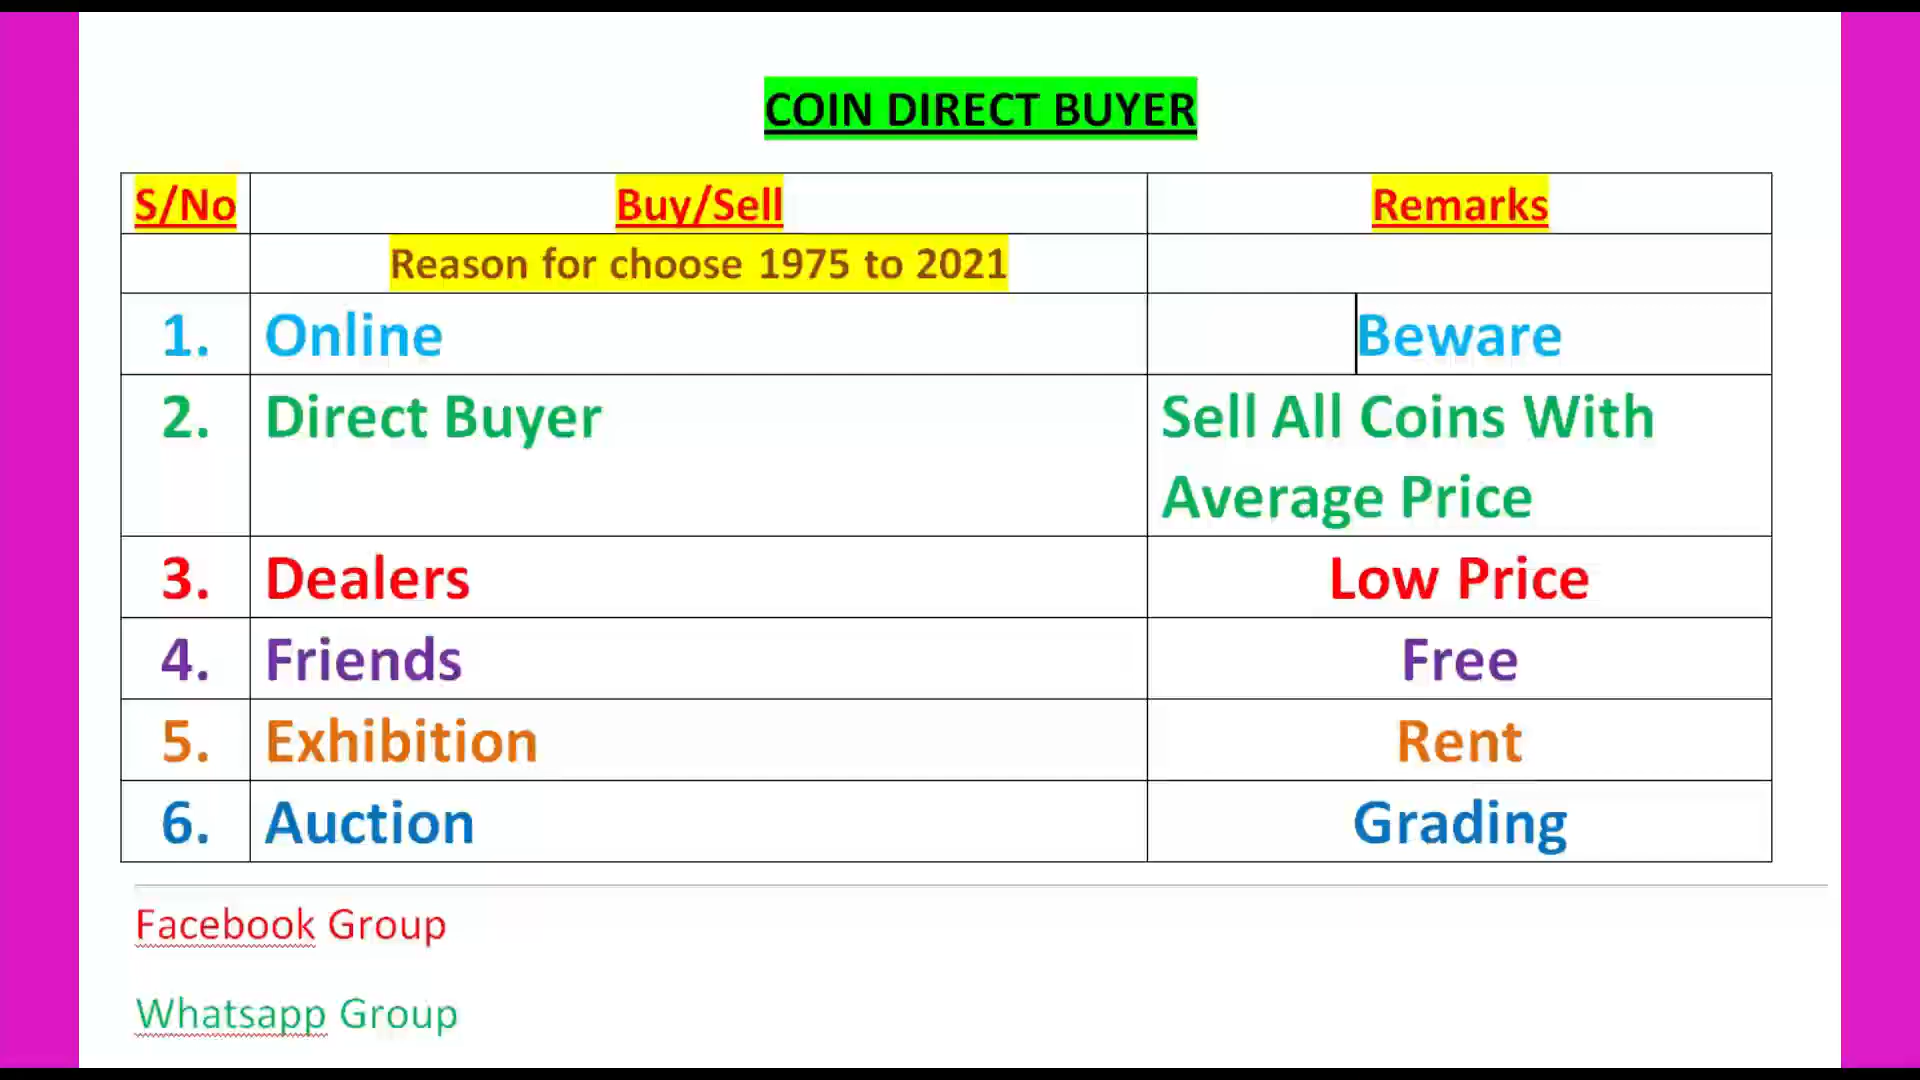 COIN DIRECT BUYER
S/No Buy/Sell Remarks
Reason for choose 1975 to 2021
1. Online Beware
2. Direct Buyer Sell All Coins With
Average Price
3. Dealers Low Price
4. Friends Free
5. Exhibition Rent
6. Auction Grading
Facebook Group
Whatsapp Group